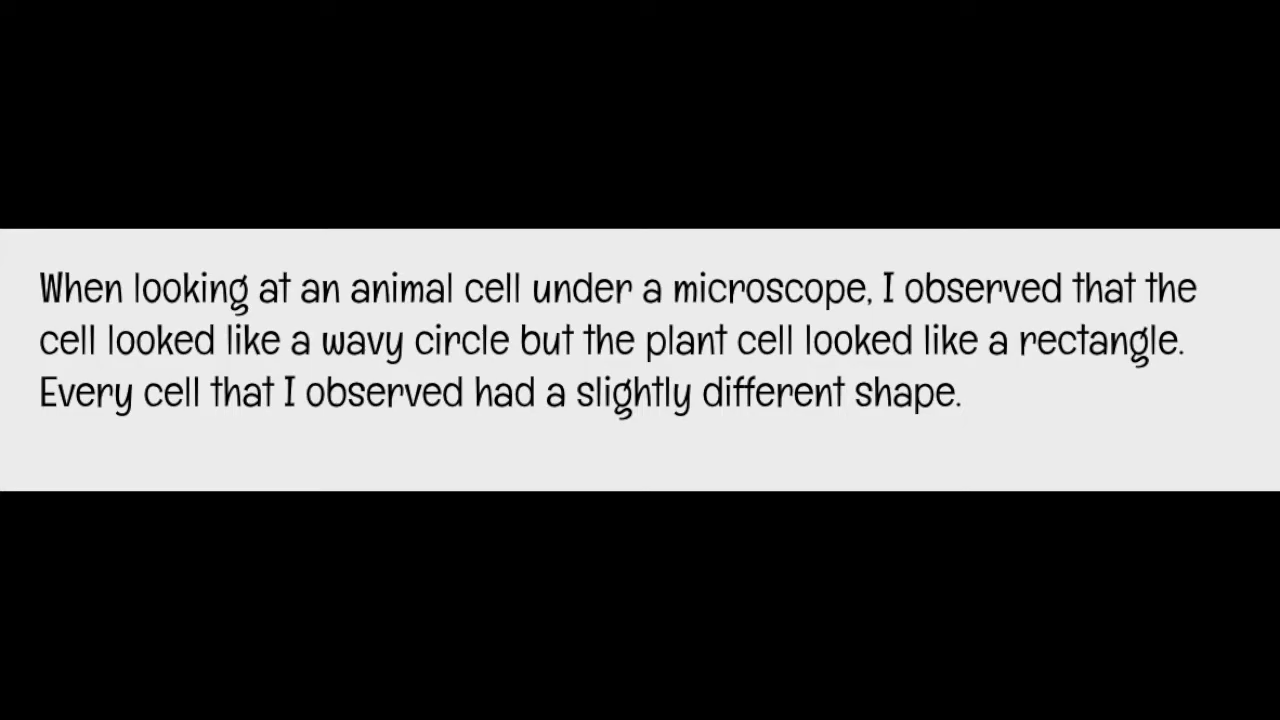 When looking at an animal cell under a microscope, I observed that the
cell looked like a wavy circle but the plant cell looked like a rectangle.
Every cell that I observed had a slightly different shape.